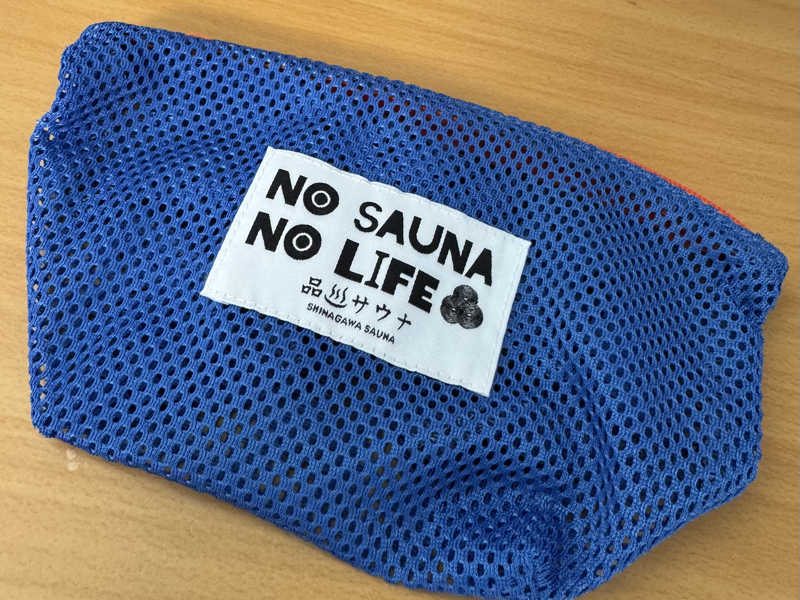 NO SAUNA
NO LIFE
品♨サウナ
SHINAGAWA SAUNA